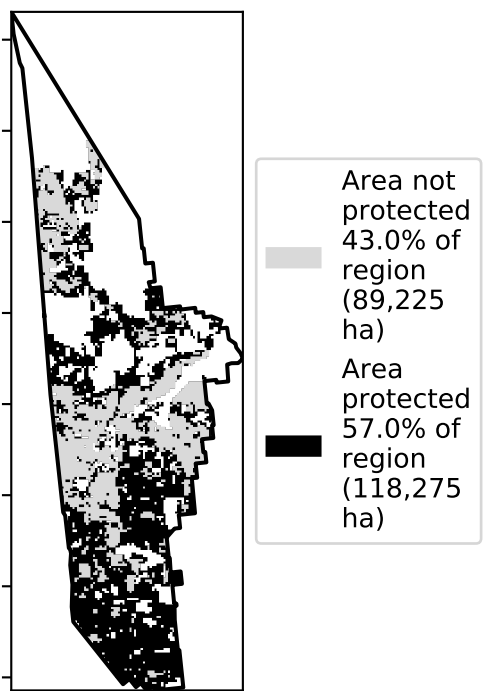 Area not
protected
43.0% of
region
(89,225
ha)
Area
protected
57.0% of
region
(118,275
ha)